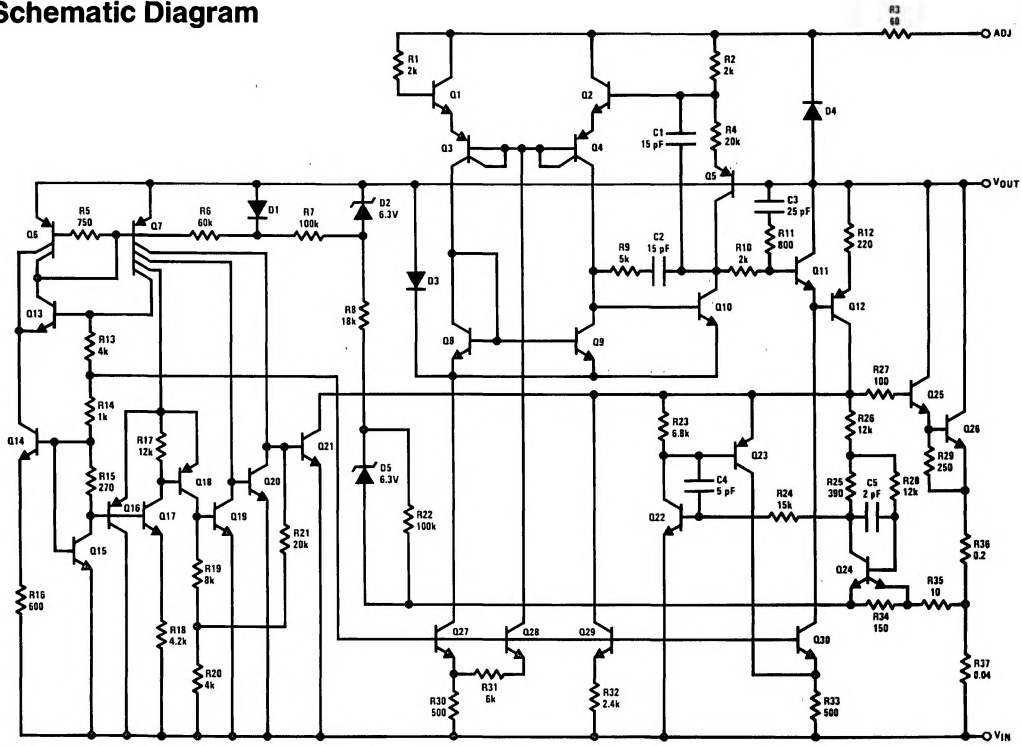 Schematic Diagram
R3
60
ADJ
R1
2k
Q1
Q2
R2
2k
D4
C1
15 pF
R4
20k
Q3
Q4
Q5
VOUT
R5
750
Q6
Q7
R6
60k
D1
R7
100k
D2
6.3V
C3
25 pF
R11
800
R12
220
R9
5k
C2
15 pF
R10
2k
Q11
D3
Q12
Q13
R8
18k
Q10
R13
4k
Q8
Q9
R27
100
Q25
R14
1k
Q14
R17
12k
Q21
R23
6.8k
R26
12k
Q26
R29
250
Q23
D5
6.3V
R15
270
Q18
Q20
C4
5 pF
R25
390
C5
2 pF
R28
12k
Q16
Q17
Q19
R22
100k
Q22
R24
15k
Q15
R21
20k
R36
0.2
Q24
R16
600
R19
8k
R35
10
R34
150
R18
4.2k
Q27
Q28
Q29
Q30
R20
4k
R31
6k
R37
0.04
R30
500
R32
2.4k
R33
500
VIN